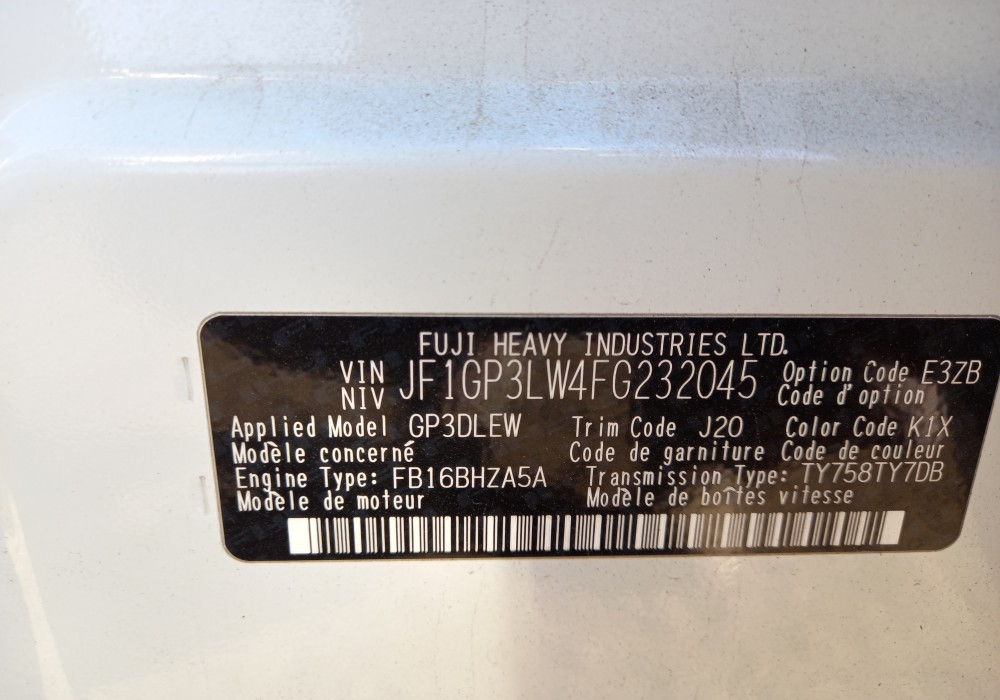 FUJI HEAVY INDUSTRIES LTD.
VIN
NIV
JF1GP3LW4FG232045
Option Code E3ZB
Code d'option
Applied Model GP3DLEW Trim Code J20 Color Code K1X
Modèle concerné Code de garniture Code de couleur
Engine Type: FB16BHZA5A Transmission Type: TY758TY7DB
Modèle de moteur Modèle de boîtes vitesse